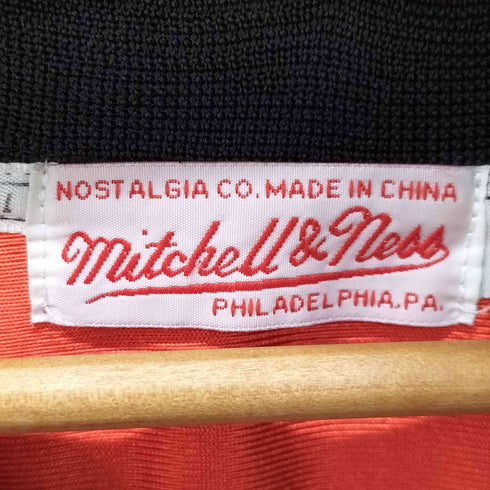 NOSTALGIA CO. MADE IN CHINA
Mitchell & Ness
PHILADELPHIA, PA.